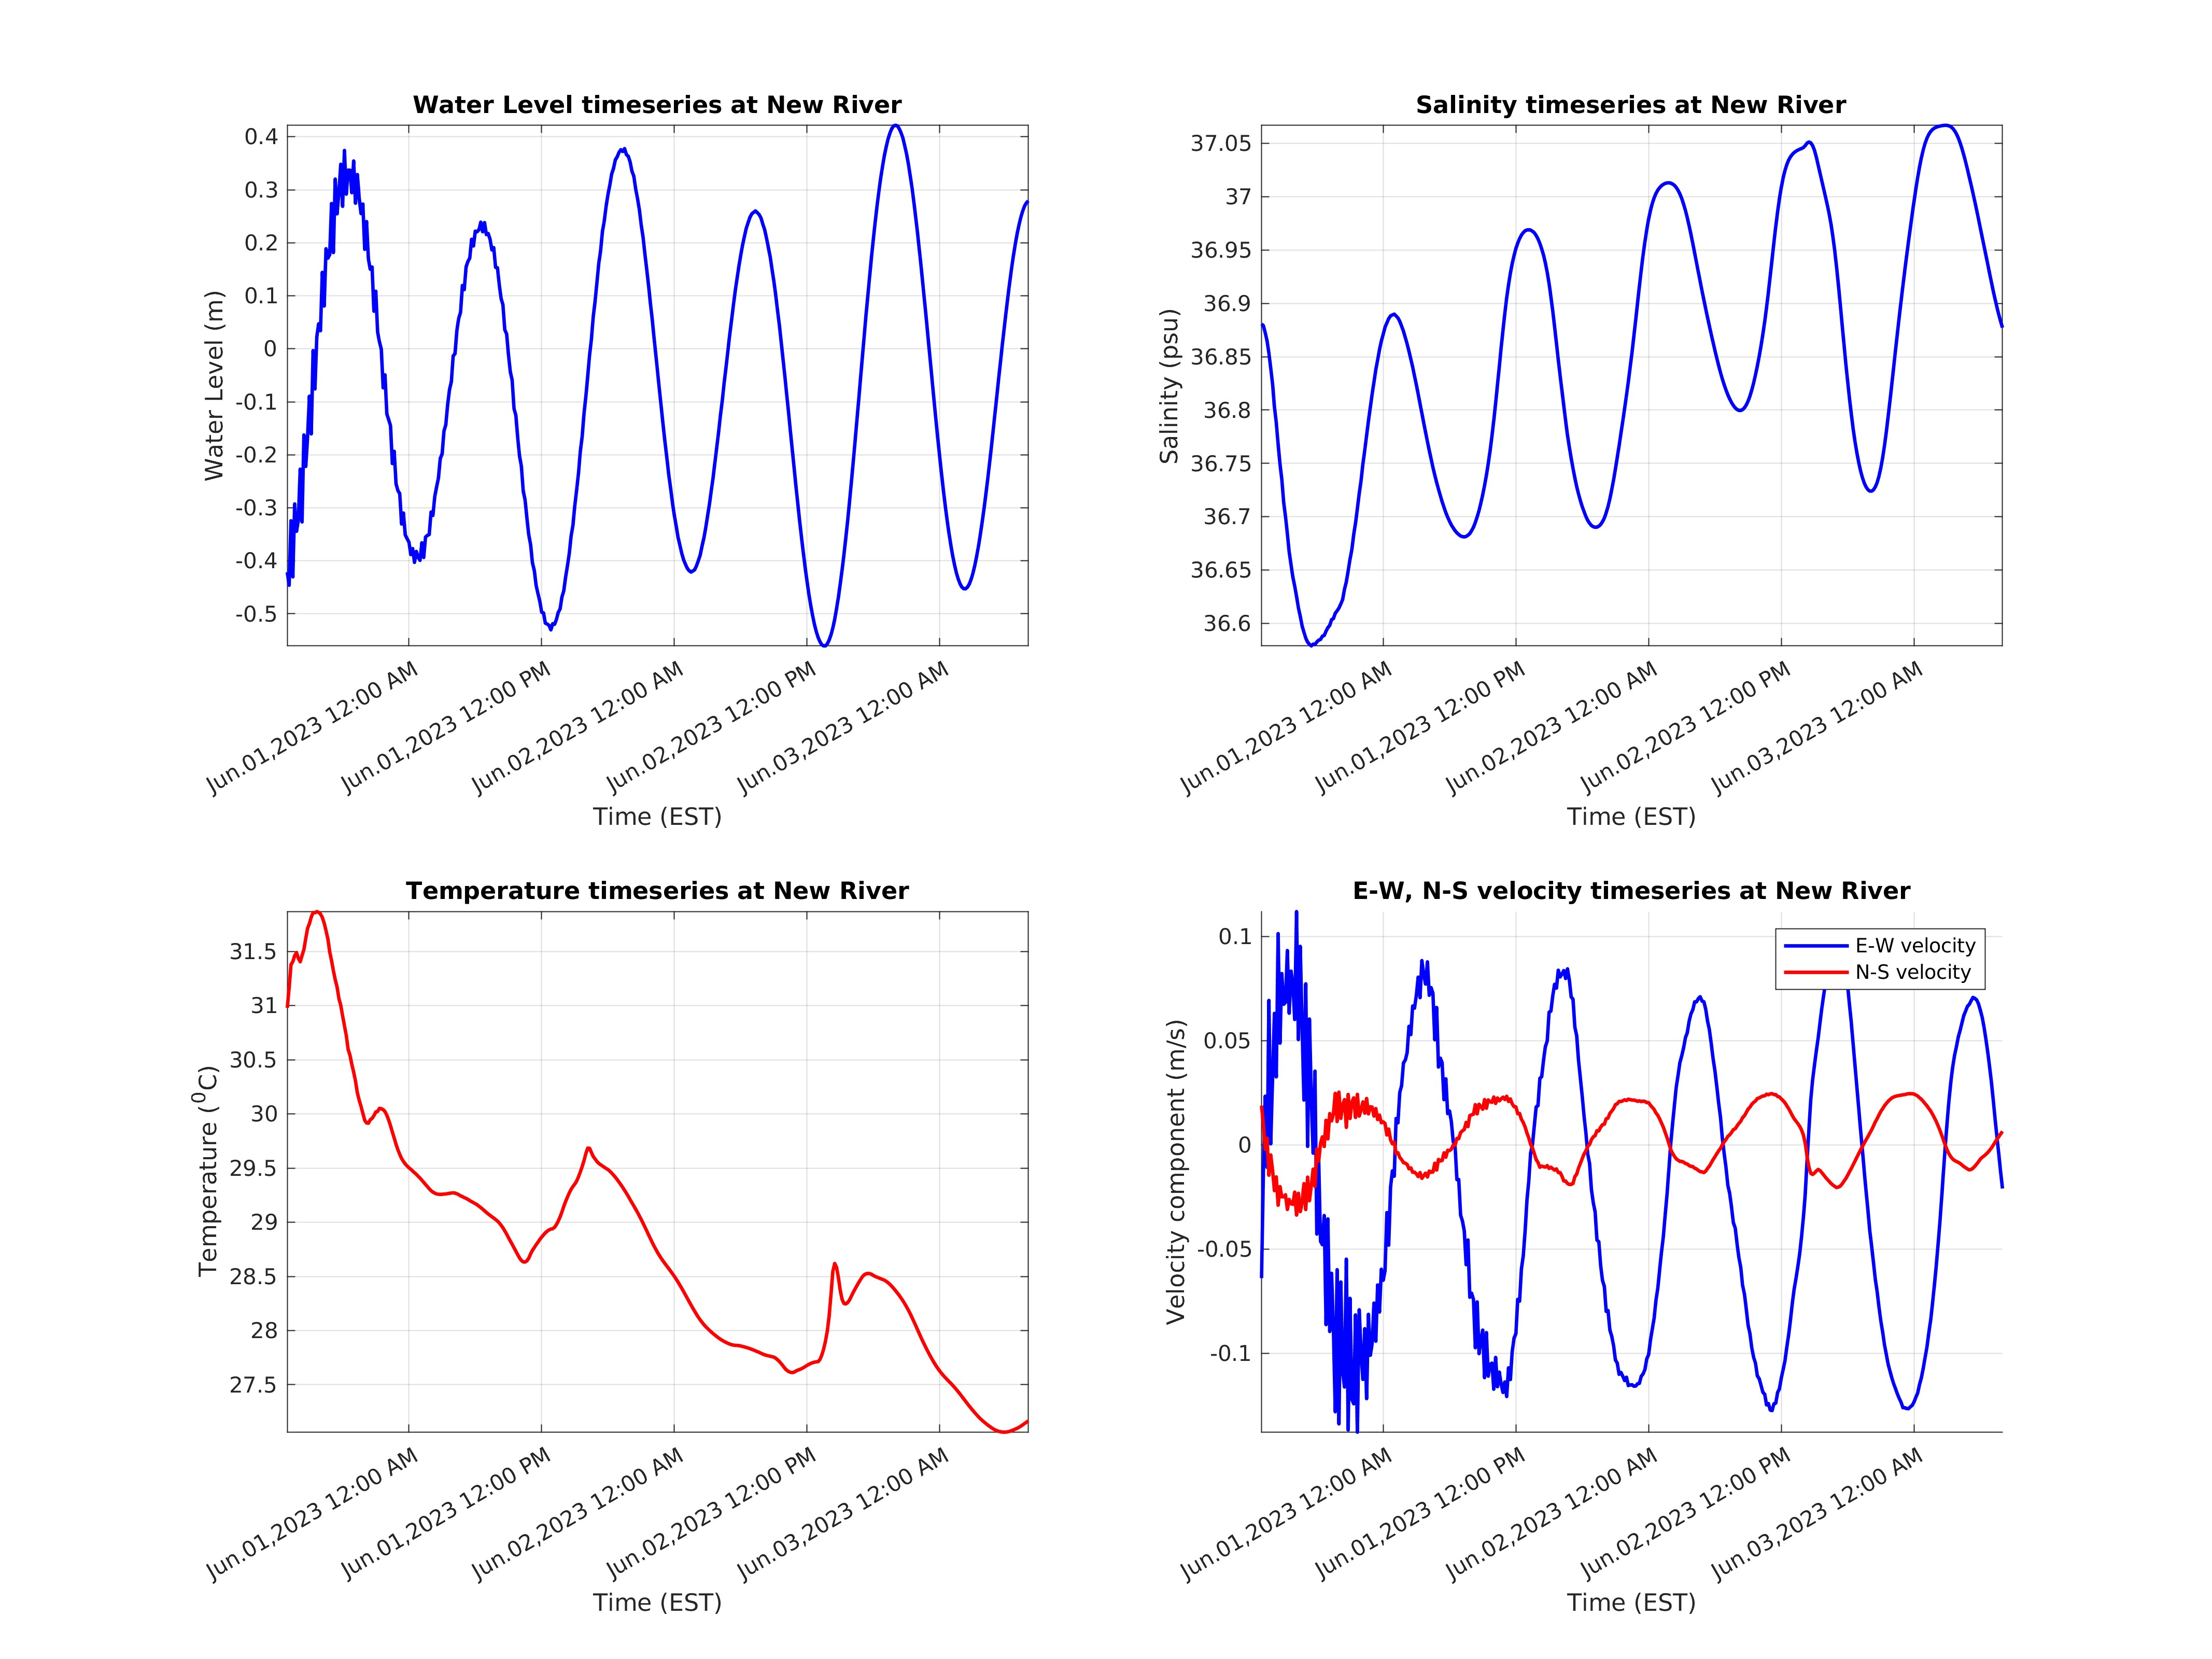 Water Level timeseries at New River
Water Level (m)
0.4
0.3
0.2
0.1
0
-0.1
-0.2
-0.3
-0.4
-0.5
Jun.01,2023 12:00 AM
Jun.01,2023 12:00 PM
Jun.02,2023 12:00 AM
Jun.02,2023 12:00 PM
Jun.03,2023 12:00 AM
Time (EST)
Salinity timeseries at New River
Salinity (psu)
37.05
37
36.95
36.9
36.85
36.8
36.75
36.7
36.65
36.6
Jun.01,2023 12:00 AM
Jun.01,2023 12:00 PM
Jun.02,2023 12:00 AM
Jun.02,2023 12:00 PM
Jun.03,2023 12:00 AM
Time (EST)
Temperature timeseries at New River
Temperature (⁰C)
31.5
31
30.5
30
29.5
29
28.5
28
27.5
Jun.01,2023 12:00 AM
Jun.01,2023 12:00 PM
Jun.02,2023 12:00 AM
Jun.02,2023 12:00 PM
Jun.03,2023 12:00 AM
Time (EST)
E-W, N-S velocity timeseries at New River
Velocity component (m/s)
0.1
0.05
0
-0.05
-0.1
E-W velocity
N-S velocity
Jun.01,2023 12:00 AM
Jun.01,2023 12:00 PM
Jun.02,2023 12:00 AM
Jun.02,2023 12:00 PM
Jun.03,2023 12:00 AM
Time (EST)